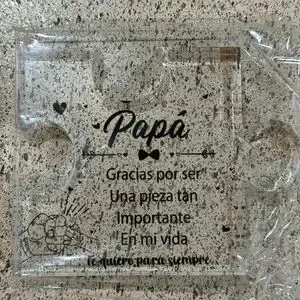 Papá
Gracias por ser
Una pieza tan
Importante
En mi vida
te quiero para siempre